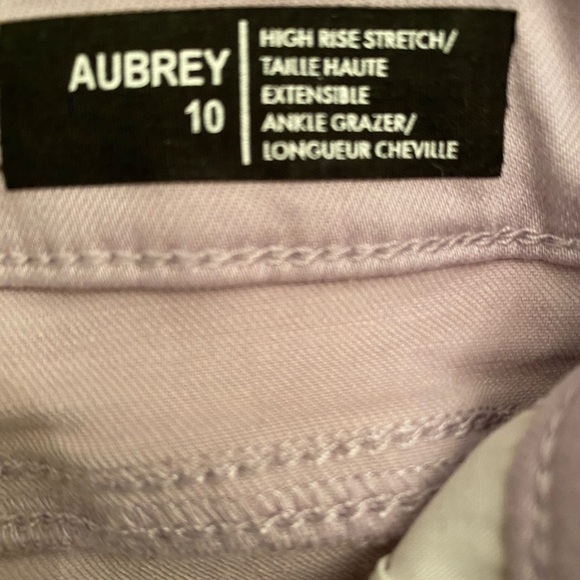 AUBREY
10
HIGH RISE STRETCH/
TAILLE HAUTE
EXTENSIBLE
ANKLE GRAZER/
LONGUEUR CHEVILLE